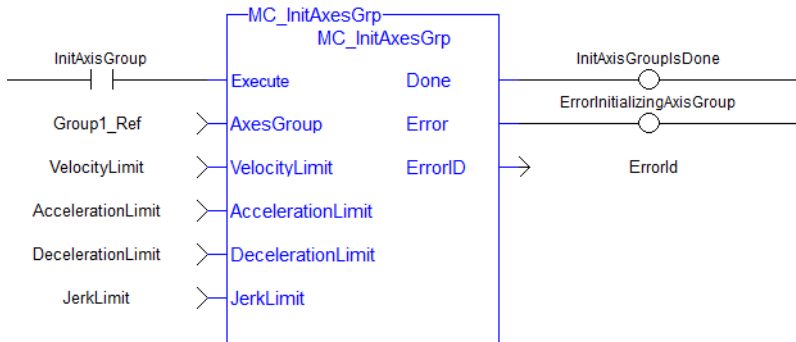 MC_InitAxesGrp
MC_InitAxesGrp
InitAxisGroup
InitAxisGroupIsDone
Execute
Done
ErrorInitializingAxisGroup
Group1_Ref
AxesGroup
Error
VelocityLimit
VelocityLimit
ErrorID
ErrorId
AccelerationLimit
AccelerationLimit
DecelerationLimit
DecelerationLimit
JerkLimit
JerkLimit